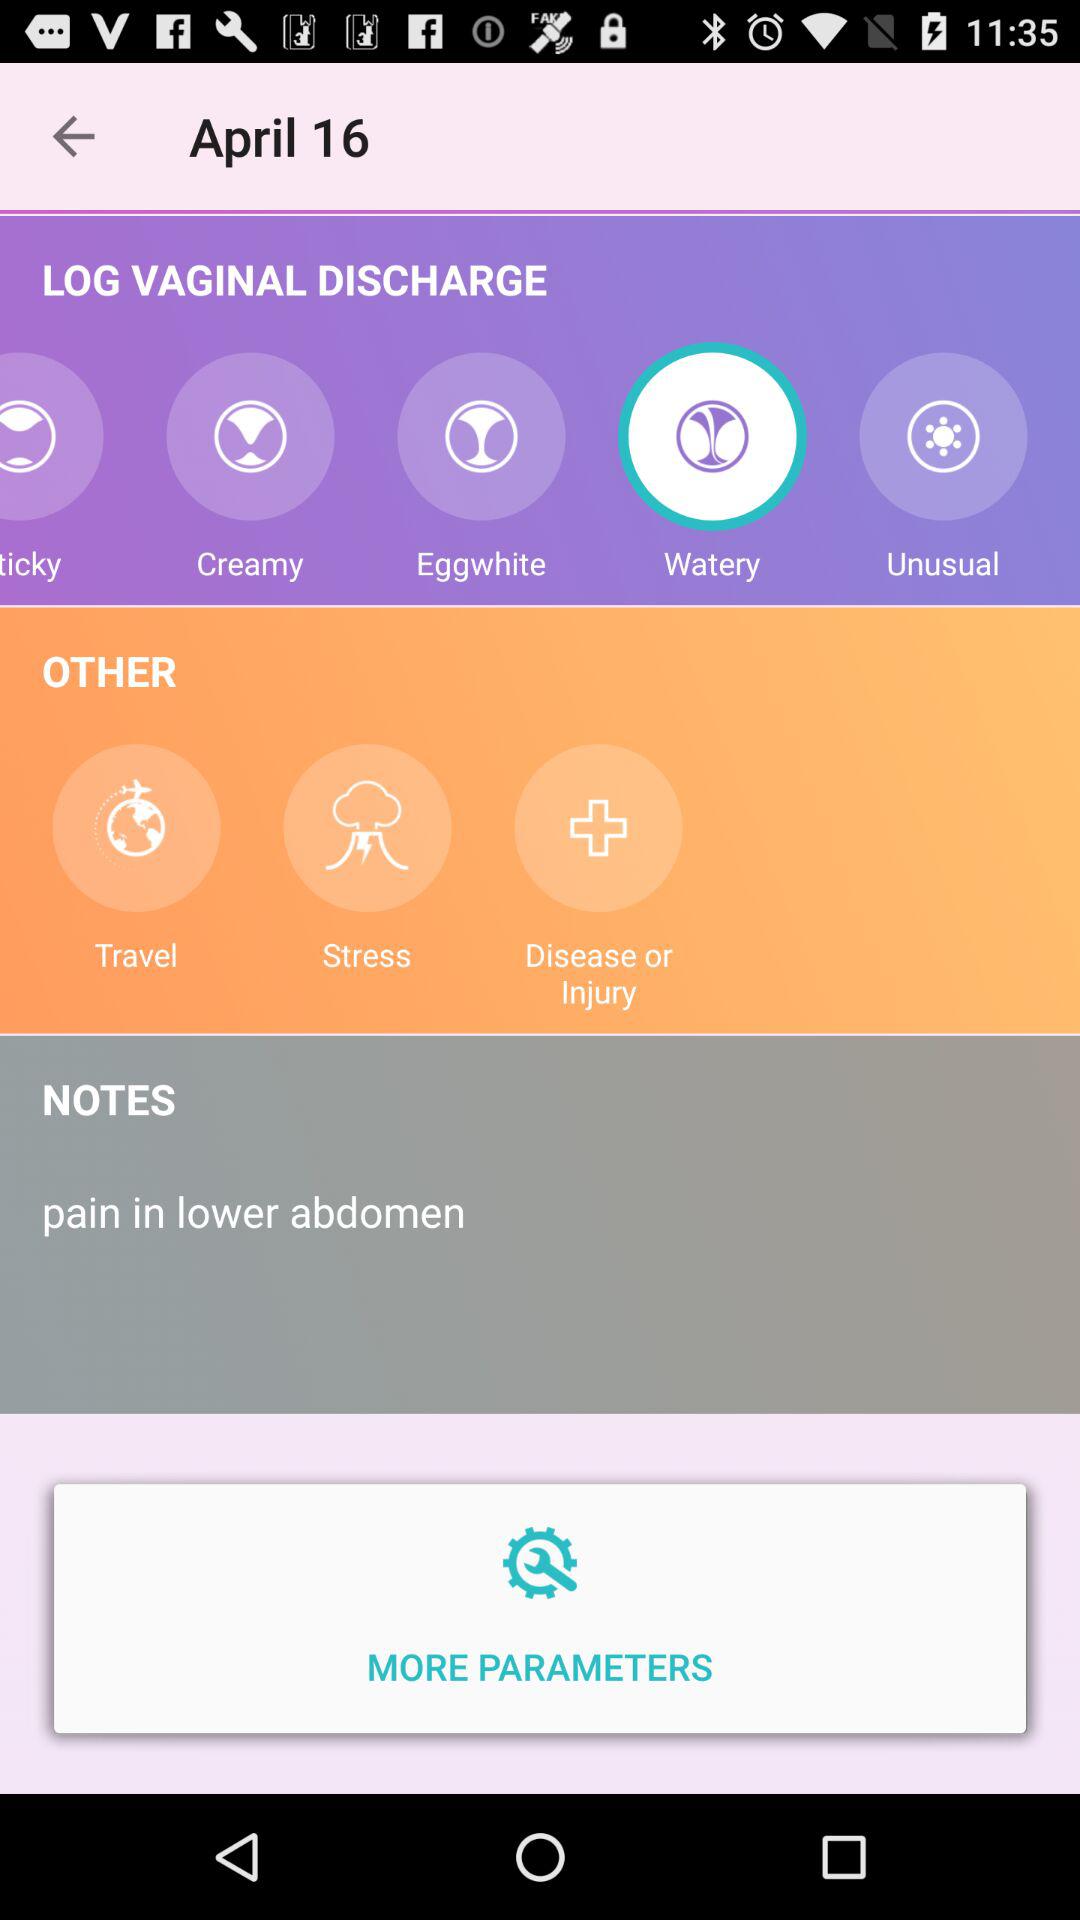 11:35
April 16
LOG VAGINAL DISCHARGE
ticky Creamy Eggwhite Watery Unusual
OTHER
Travel Stress Disease or
Injury
NOTES
pain in lower abdomen
MORE PARAMETERS